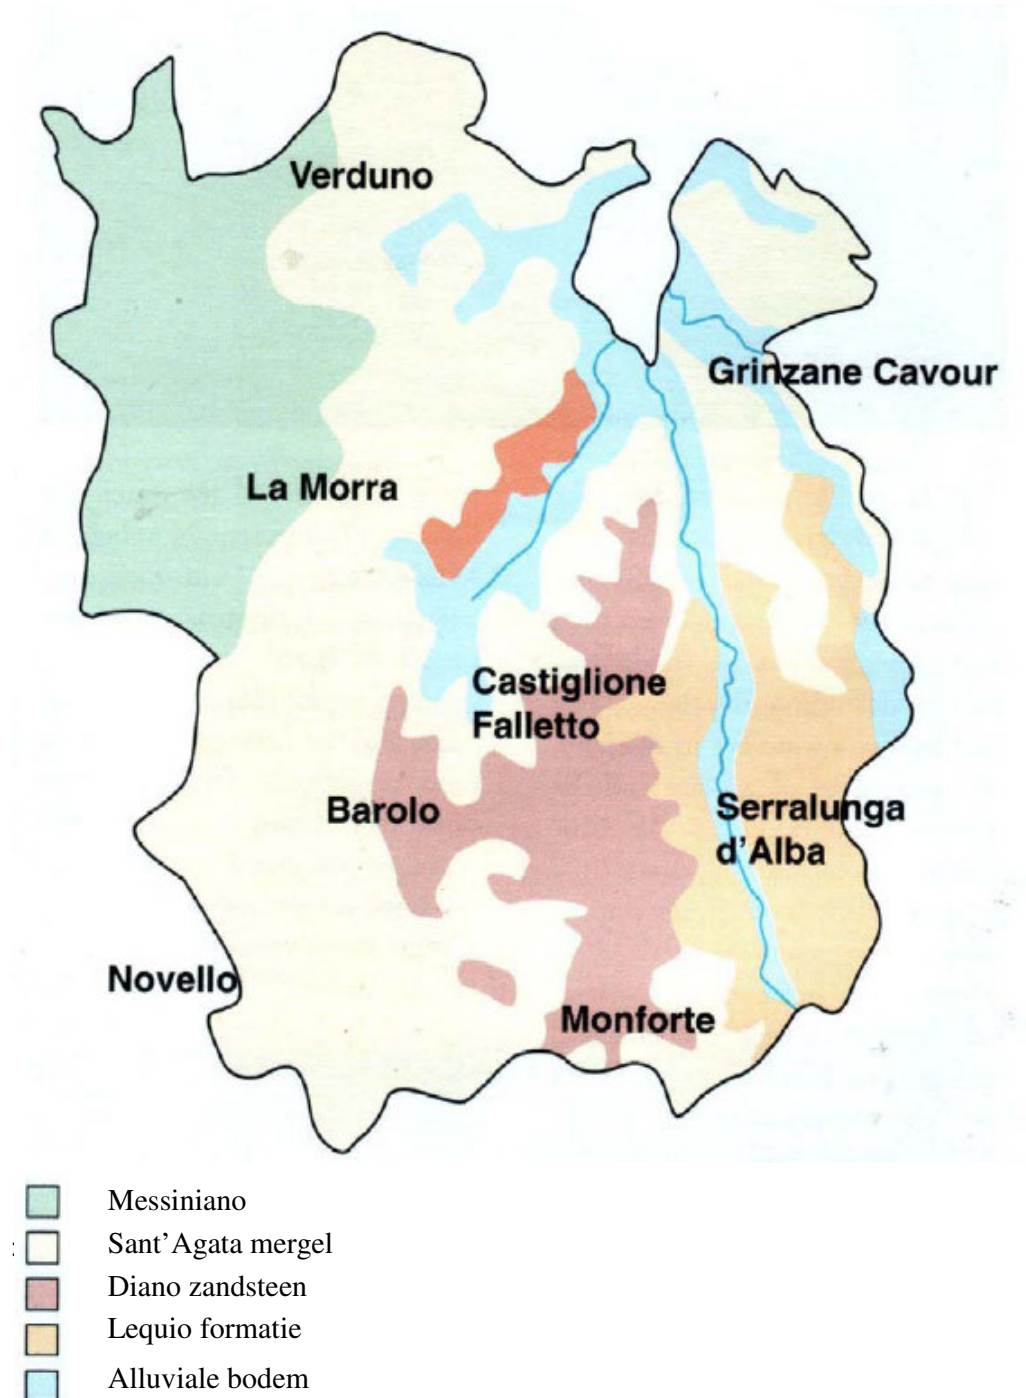 Verduno
Grinzane Cavour
La Morra
Castiglione
Falletto
Barolo
Serralunga
d'Alba
Novello
Monforte
Messiniano
Sant'Agata mergel
Diano zandsteen
Lequio formatie
Alluviale bodem